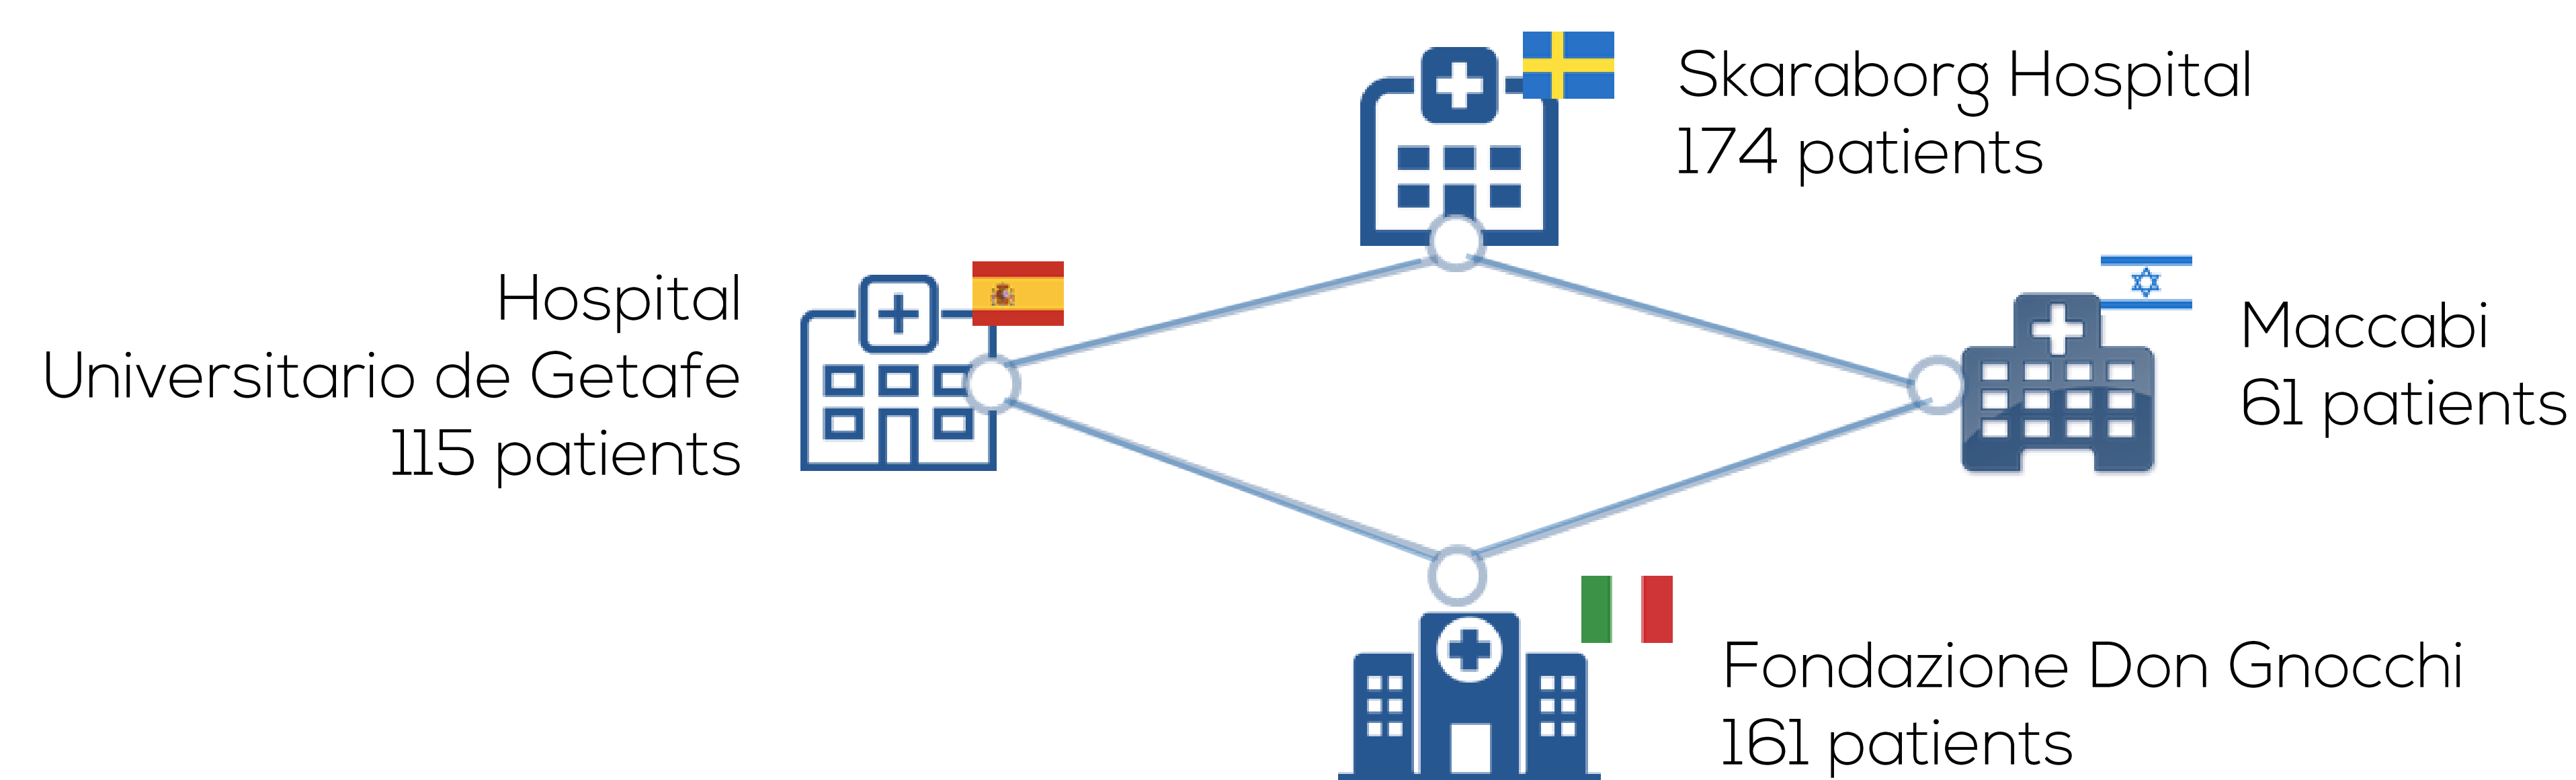 Skaraborg Hospital
174 patients
Hospital
Universitario de Getafe
115 patients
Maccabi
61 patients
Fondazione Don Gnocchi
161 patients